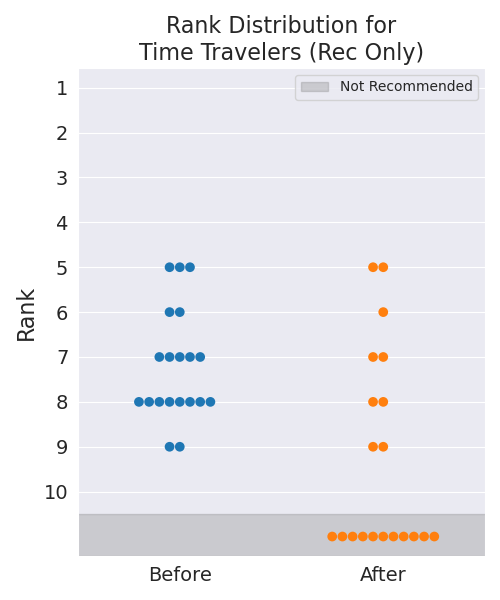 Rank Distribution for
Time Travelers (Rec Only)
Not Recommended
1
2
3
4
5
6
7
8
9
10
Rank
Before
After